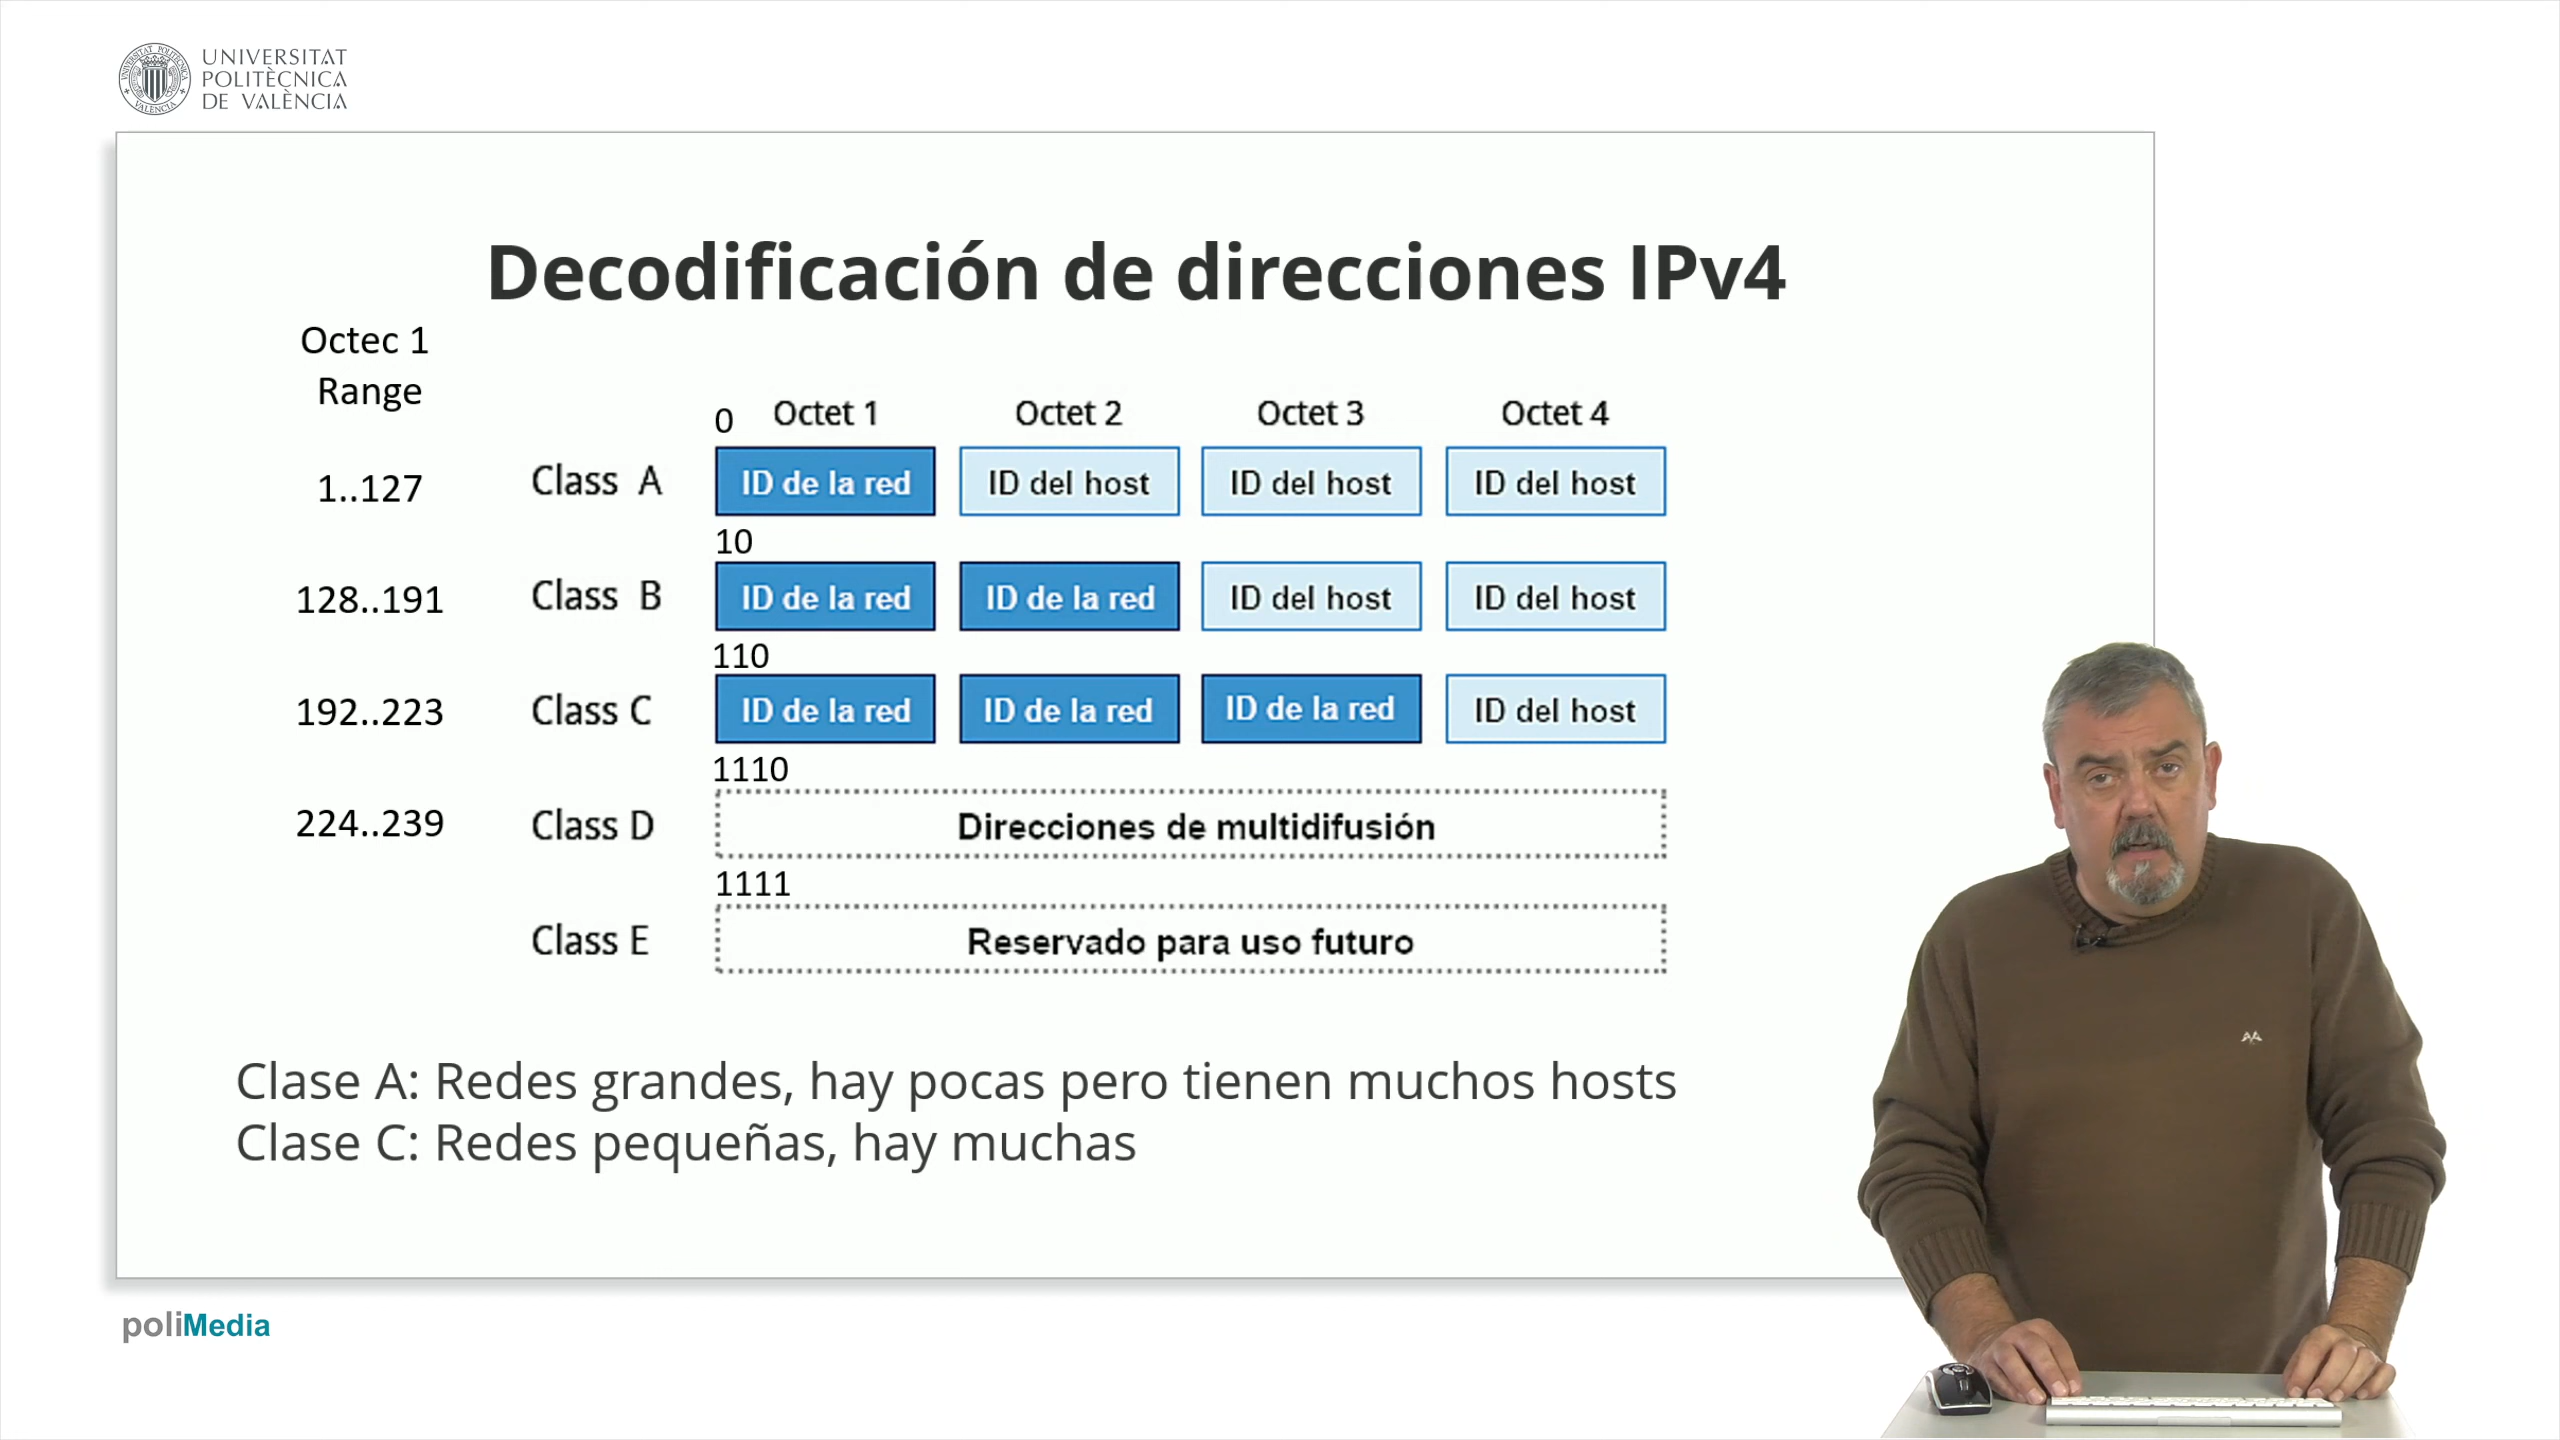 UNIVERSITAT
POLITÈCNICA
DE VALÈNCIA
Decodificación de direcciones IPv4
Octec 1
Range
0 Octet 1 Octet 2 Octet 3 Octet 4
1..127 Class A ID de la red ID del host ID del host ID del host
10
128..191 Class B ID de la red ID de la red ID del host ID del host
110
192..223 Class C ID de la red ID de la red ID de la red ID del host
1110
224..239 Class D Direcciones de multidifusión
1111
Class E Reservado para uso futuro
Clase A: Redes grandes, hay pocas pero tienen muchos hosts
Clase C: Redes pequeñas, hay muchas
poliMedia